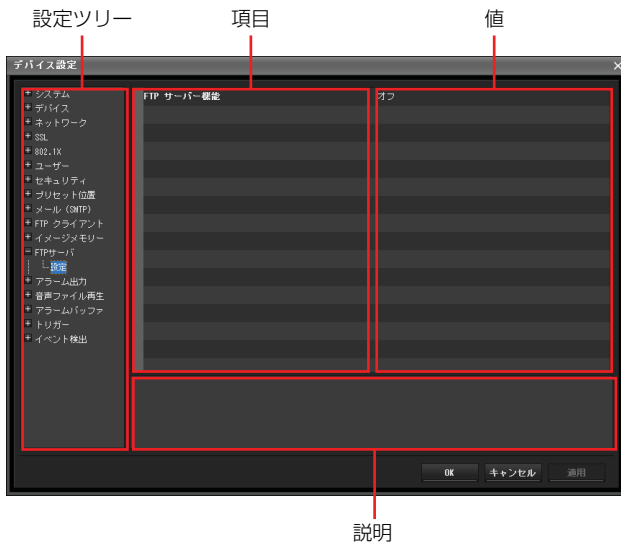 設定ツリー 項目 値
デバイス設定
システム
デバイス
ネットワーク
SSL
802.1X
ユーザー
セキュリティ
プリセット位置
メール (SMTP)
FTP クライアント
イメージメモリー
FTPサーバ
設定
アラーム出力
音声ファイル再生
アラームバッファ
トリガー
イベント検出
FTP サーバー機能 オフ
OK キャンセル 適用
説明